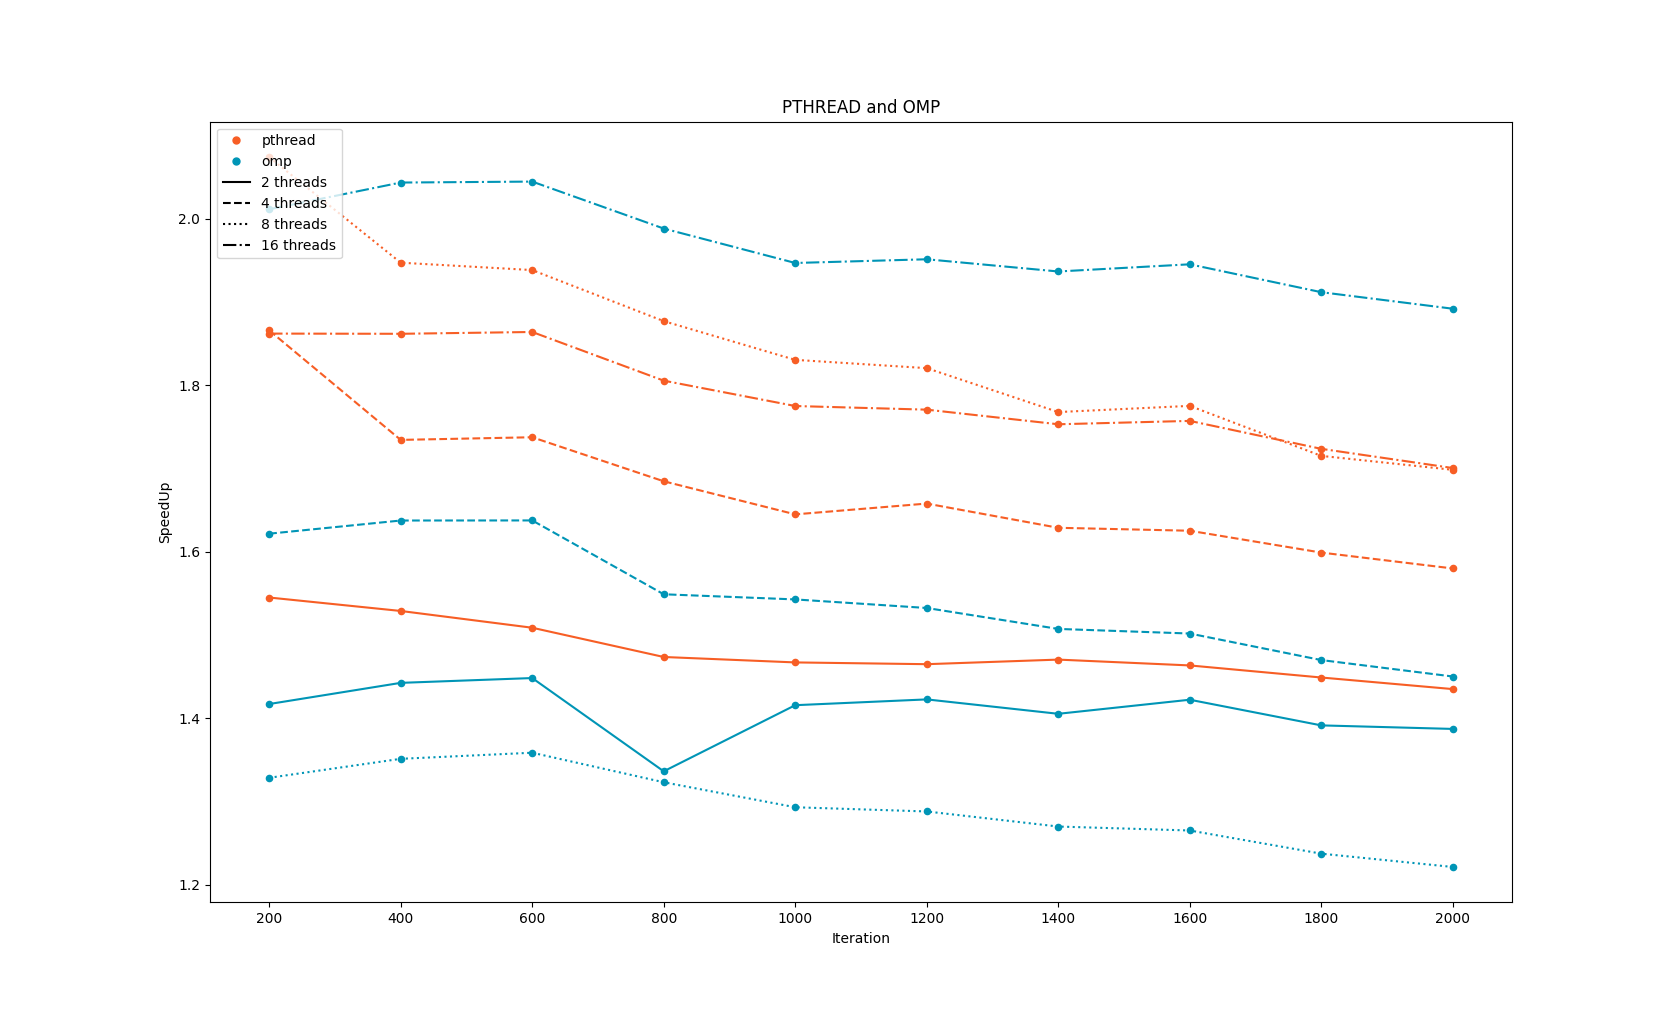 PTHREAD and OMP
pthread
omp
2 threads
4 threads
8 threads
16 threads
SpeedUp
2.0
1.8
1.6
1.4
1.2
200 400 600 800 1000 1200 1400 1600 1800 2000
Iteration